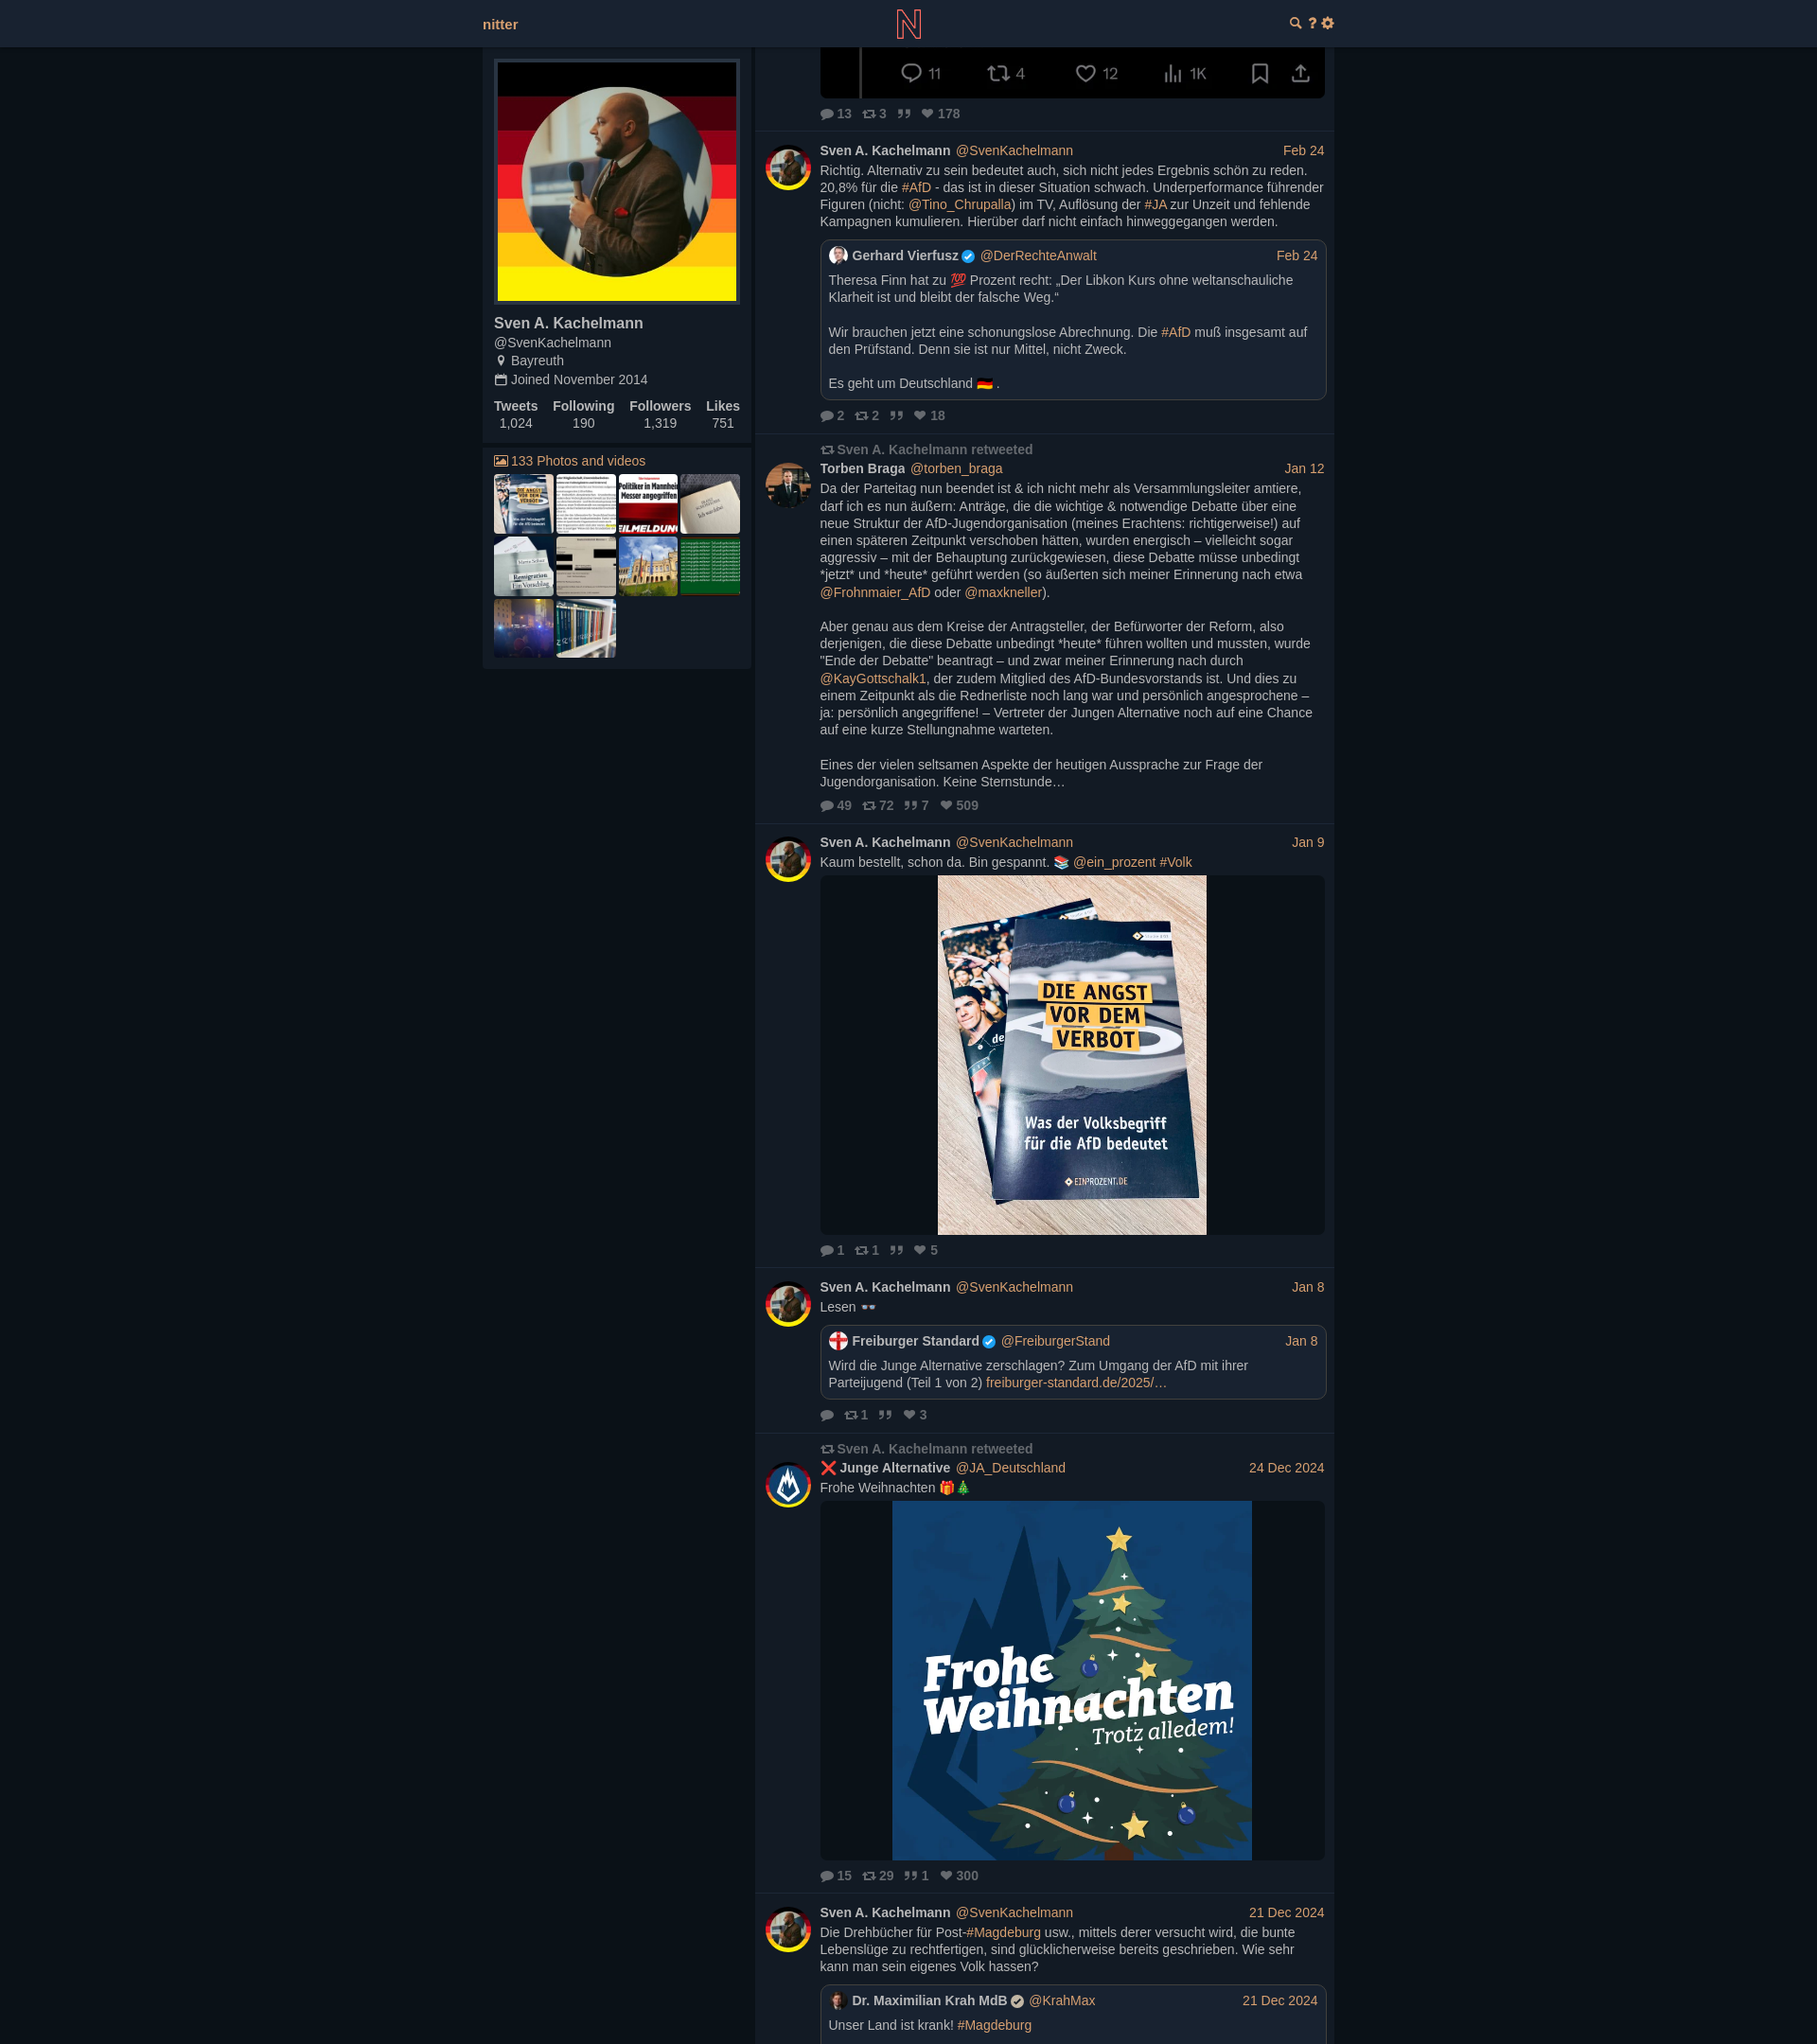 nitter
11 4 12 1K
13 3 178
Sven A. Kachelmann
@SvenKachelmann
Bayreuth
Joined November 2014
Tweets Following Followers Likes
1,024 190 1,319 751
133 Photos and videos
Politiker in Mannheim
Messer angegriffen
EILMELDUNG
Remigration
Ein Vorschlag
Sven A. Kachelmann @SvenKachelmann Feb 24
Richtig. Alternativ zu sein bedeutet auch, sich nicht jedes Ergebnis schön zu reden.
20,8% für die #AfD - das ist in dieser Situation schwach. Underperformance führender
Figuren (nicht: @Tino_Chrupalla) im TV, Auflösung der #JA zur Unzeit und fehlende
Kampagnen kumulieren. Hierüber darf nicht einfach hinweggegangen werden.
Gerhard Vierfusz @DerRechteAnwalt Feb 24
Theresa Finn hat zu 💯 Prozent recht: „Der Libkon Kurs ohne weltanschauliche
Klarheit ist und bleibt der falsche Weg.“
Wir brauchen jetzt eine schonungslose Abrechnung. Die #AfD muß insgesamt auf
den Prüfstand. Denn sie ist nur Mittel, nicht Zweck.
Es geht um Deutschland 🇩🇪 .
2 2 18
Sven A. Kachelmann retweeted
Torben Braga @torben_braga Jan 12
Da der Parteitag nun beendet ist & ich nicht mehr als Versammlungsleiter amtiere,
darf ich es nun äußern: Anträge, die die wichtige & notwendige Debatte über eine
neue Struktur der AfD-Jugendorganisation (meines Erachtens: richtigerweise!) auf
einen späteren Zeitpunkt verschoben hätten, wurden energisch – vielleicht sogar
aggressiv – mit der Behauptung zurückgewiesen, diese Debatte müsse unbedingt
*jetzt* und *heute* geführt werden (so äußerten sich meiner Erinnerung nach etwa
@Frohnmaier_AfD oder @maxkneller).
Aber genau aus dem Kreise der Antragsteller, der Befürworter der Reform, also
derjenigen, die diese Debatte unbedingt *heute* führen wollten und mussten, wurde
"Ende der Debatte" beantragt – und zwar meiner Erinnerung nach durch
@KayGottschalk1, der zudem Mitglied des AfD-Bundesvorstands ist. Und dies zu
einem Zeitpunkt als die Rednerliste noch lang war und persönlich angesprochene –
ja: persönlich angegriffene! – Vertreter der Jungen Alternative noch auf eine Chance
auf eine kurze Stellungnahme warteten.
Eines der vielen seltsamen Aspekte der heutigen Aussprache zur Frage der
Jugendorganisation. Keine Sternstunde…
49 72 7 509
Sven A. Kachelmann @SvenKachelmann Jan 9
Kaum bestellt, schon da. Bin gespannt. 📚 @ein_prozent #Volk
DIE ANGST
VOR DEM
VERBOT
Was der Volksbegriff
für die AfD bedeutet
EINPROZENT.DE
1 1 5
Sven A. Kachelmann @SvenKachelmann Jan 8
Lesen 👓
Freiburger Standard @FreiburgerStand Jan 8
Wird die Junge Alternative zerschlagen? Zum Umgang der AfD mit ihrer
Parteijugend (Teil 1 von 2) freiburger-standard.de/2025/…
1 3
Sven A. Kachelmann retweeted
❌ Junge Alternative @JA_Deutschland 24 Dec 2024
Frohe Weihnachten 🎁🎄
Frohe
Weihnachten
Trotz alledem!
15 29 1 300
Sven A. Kachelmann @SvenKachelmann 21 Dec 2024
Die Drehbücher für Post-#Magdeburg usw., mittels derer versucht wird, die bunte
Lebenslüge zu rechtfertigen, sind glücklicherweise bereits geschrieben. Wie sehr
kann man sein eigenes Volk hassen?
Dr. Maximilian Krah MdB @KrahMax 21 Dec 2024
Unser Land ist krank! #Magdeburg